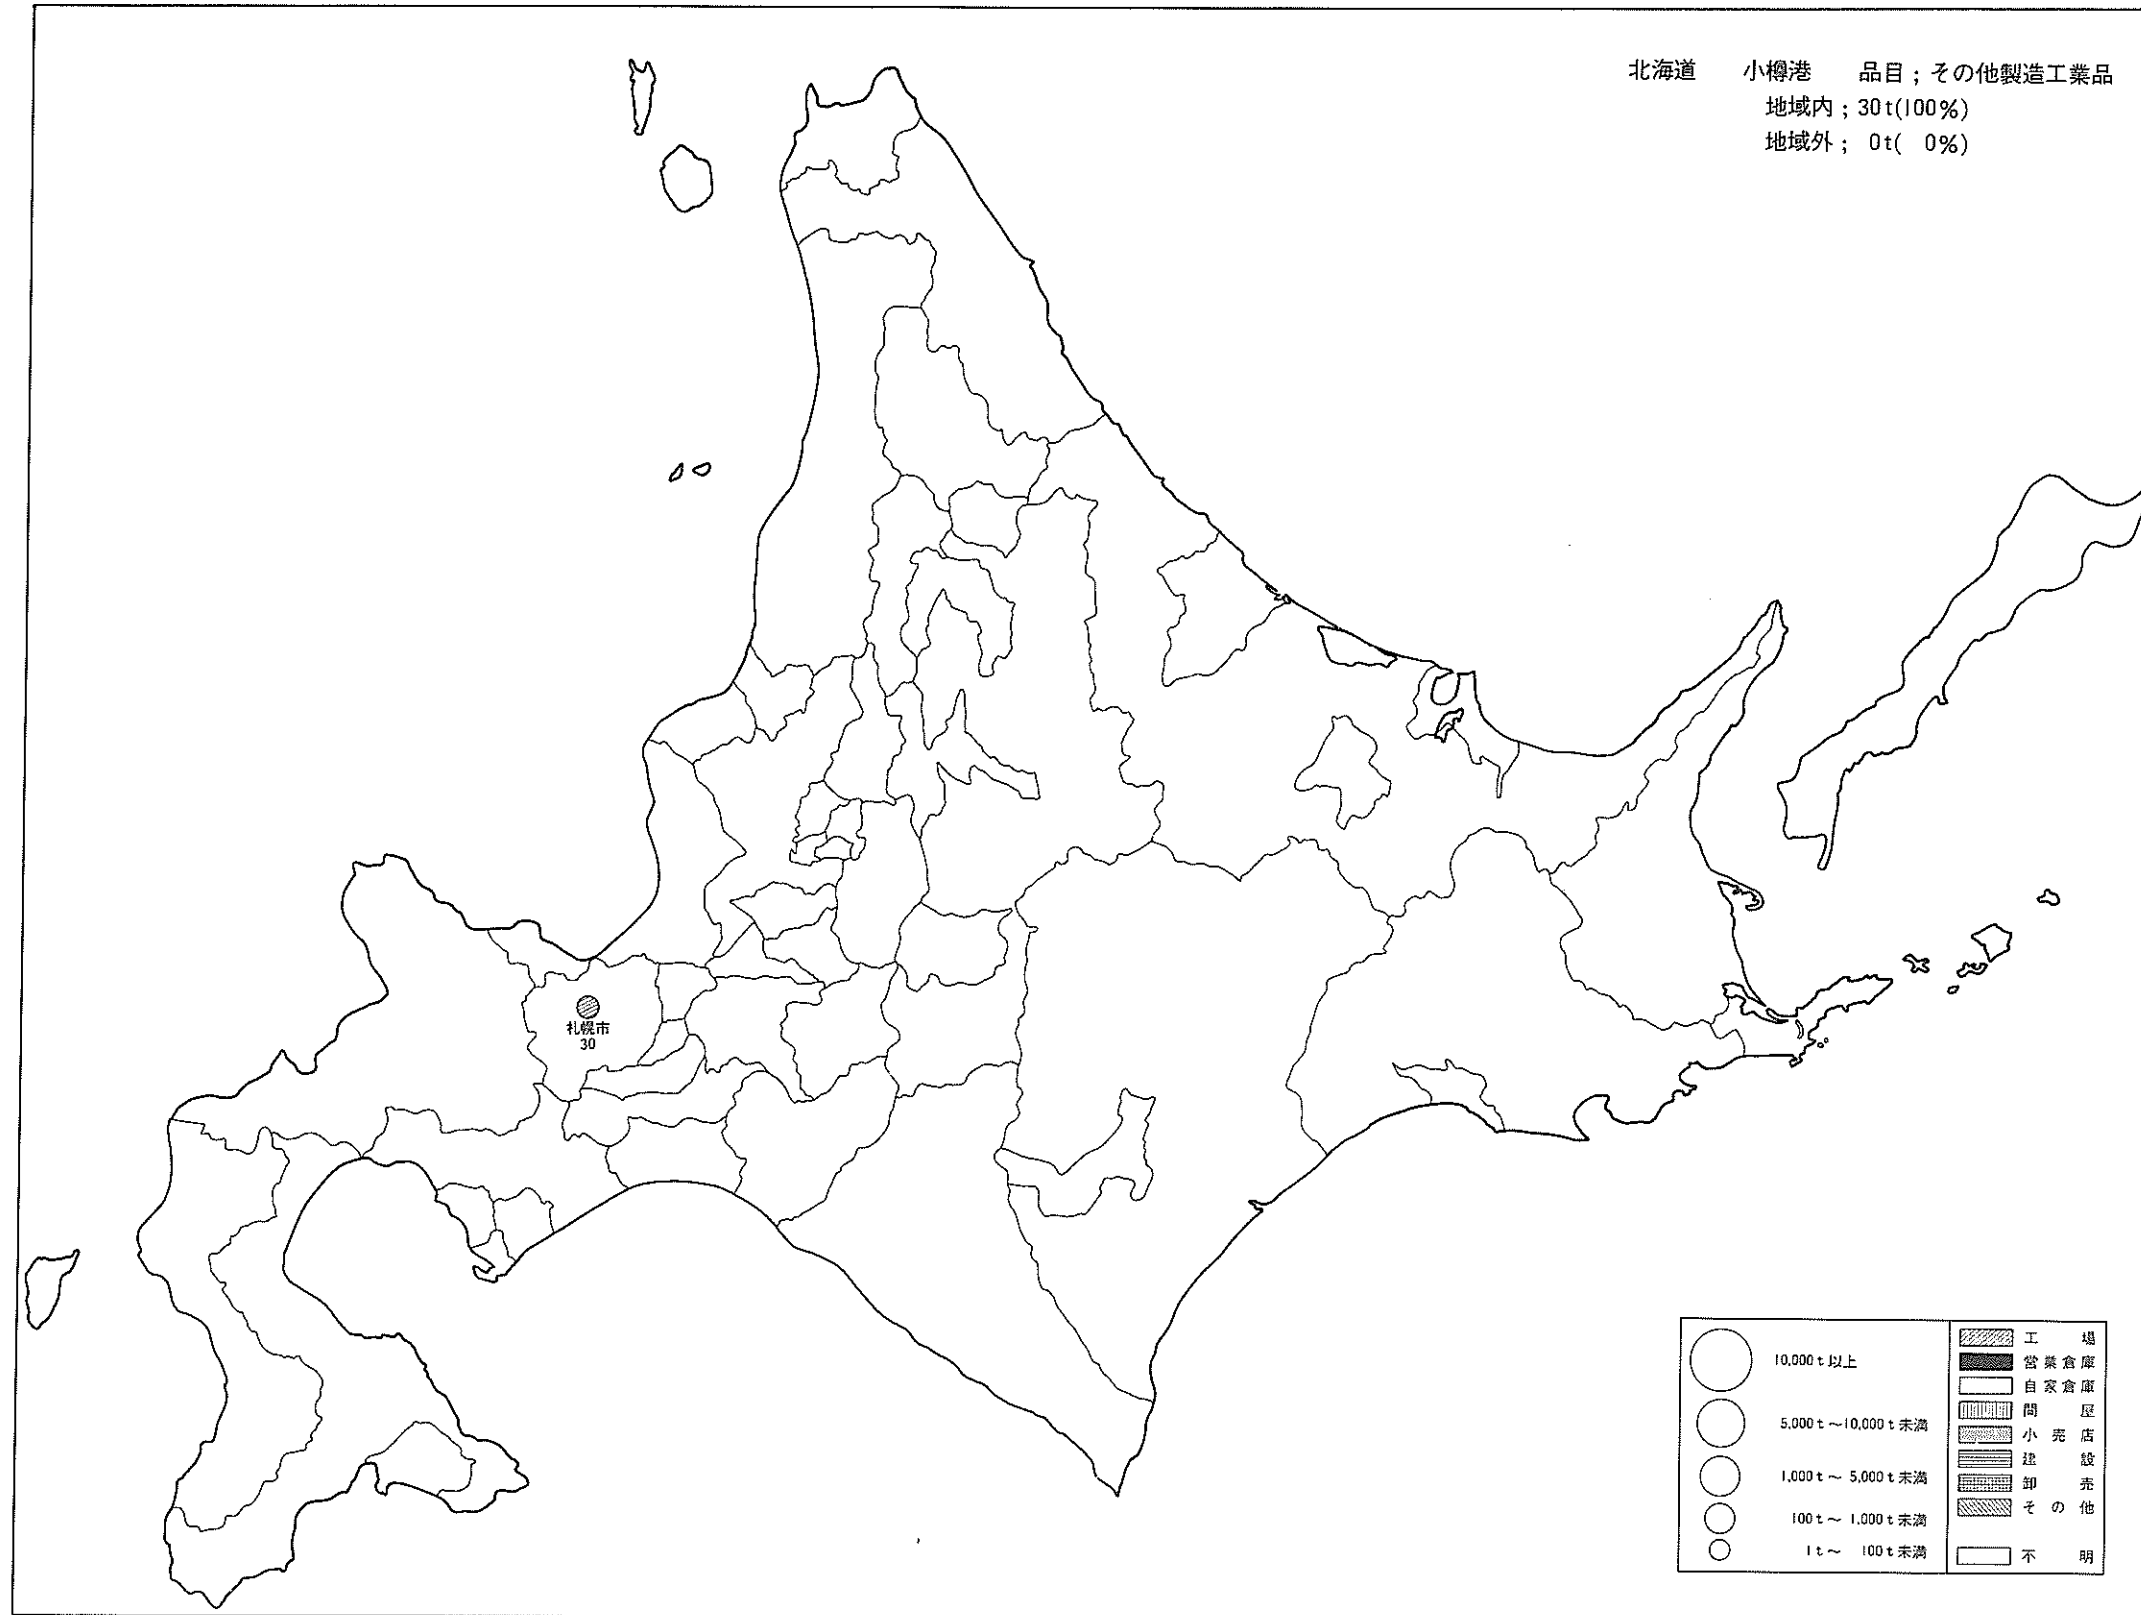 北海道 小樽港 品目；その他製造工業品
地域内；30t(100%)
地域外； 0t( 0%)
札幌市
30
10,000t以上
5,000t～10,000t未満
1,000t～ 5,000t未満
100t～ 1,000t未満
1t～ 100t未満
工場
営業倉庫
自家倉庫
問屋
小売店
建設
卸売
その他
不明